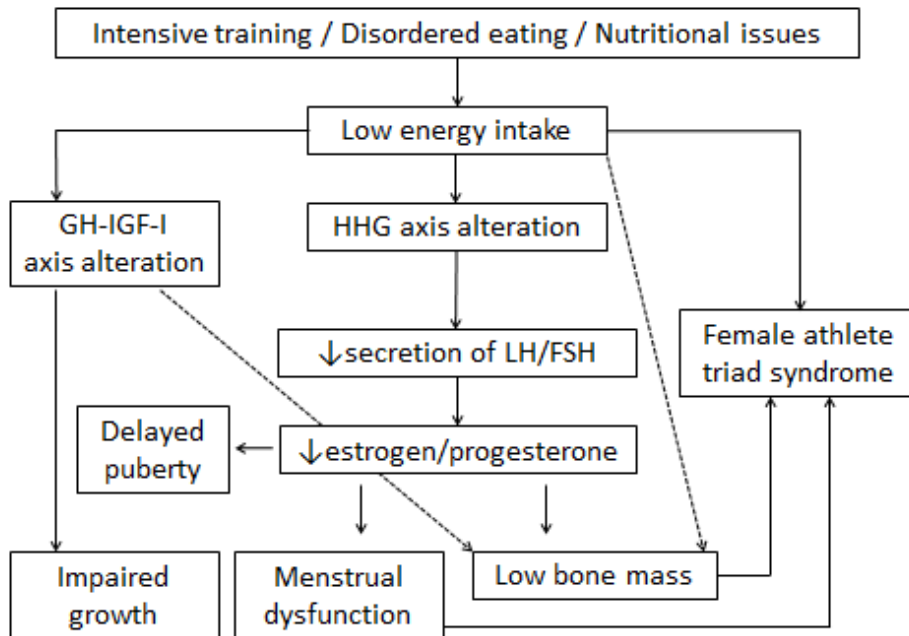 Intensive training / Disordered eating / Nutritional issues
Low energy intake
GH-IGF-I
axis alteration
HHG axis alteration
↓secretion of LH/FSH
Female athlete
triad syndrome
Delayed
puberty
↓estrogen/progesterone
Impaired
growth
Menstrual
dysfunction
Low bone mass